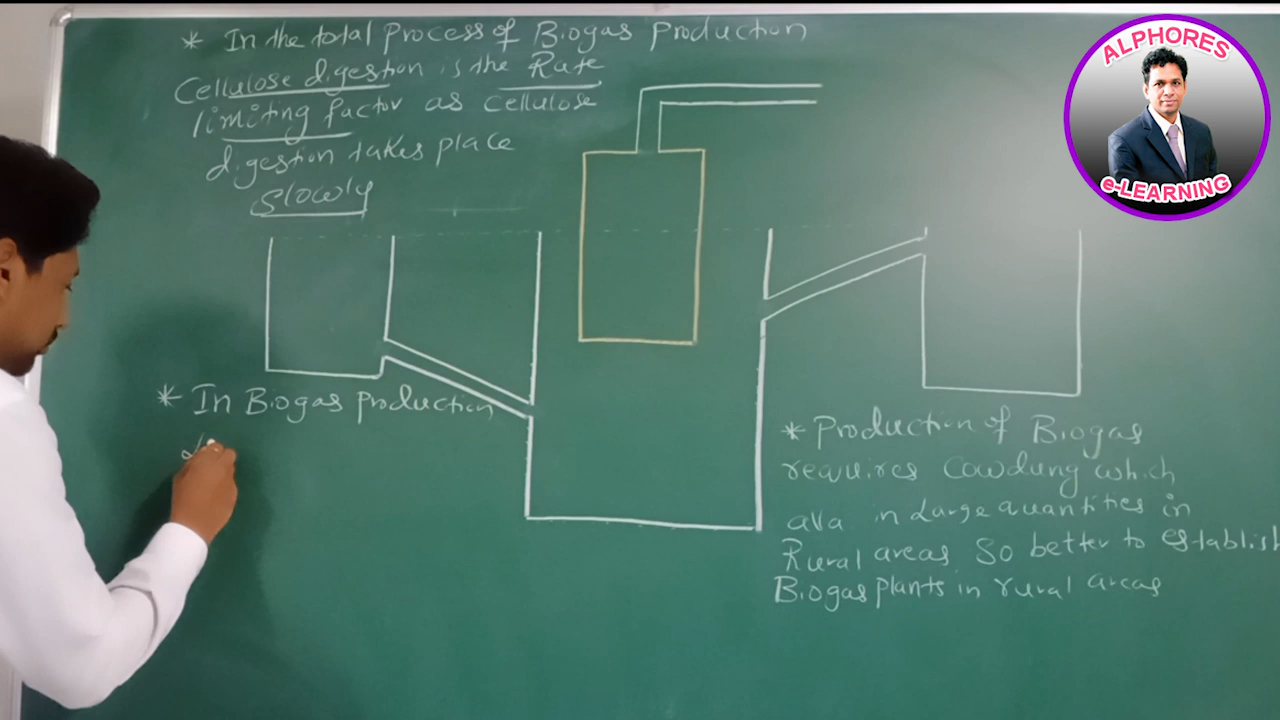 * In the total Process of Biogas Production
Cellulose digestion is the Rate
limiting factor as cellulose
digestion takes place
slowly
* In Biogas production
* Production of Biogas
requires Cowdung which
ava in Large quantities in
Rural areas So better to establish
Biogas plants in rural areas
ALPHORES
e-LEARNING